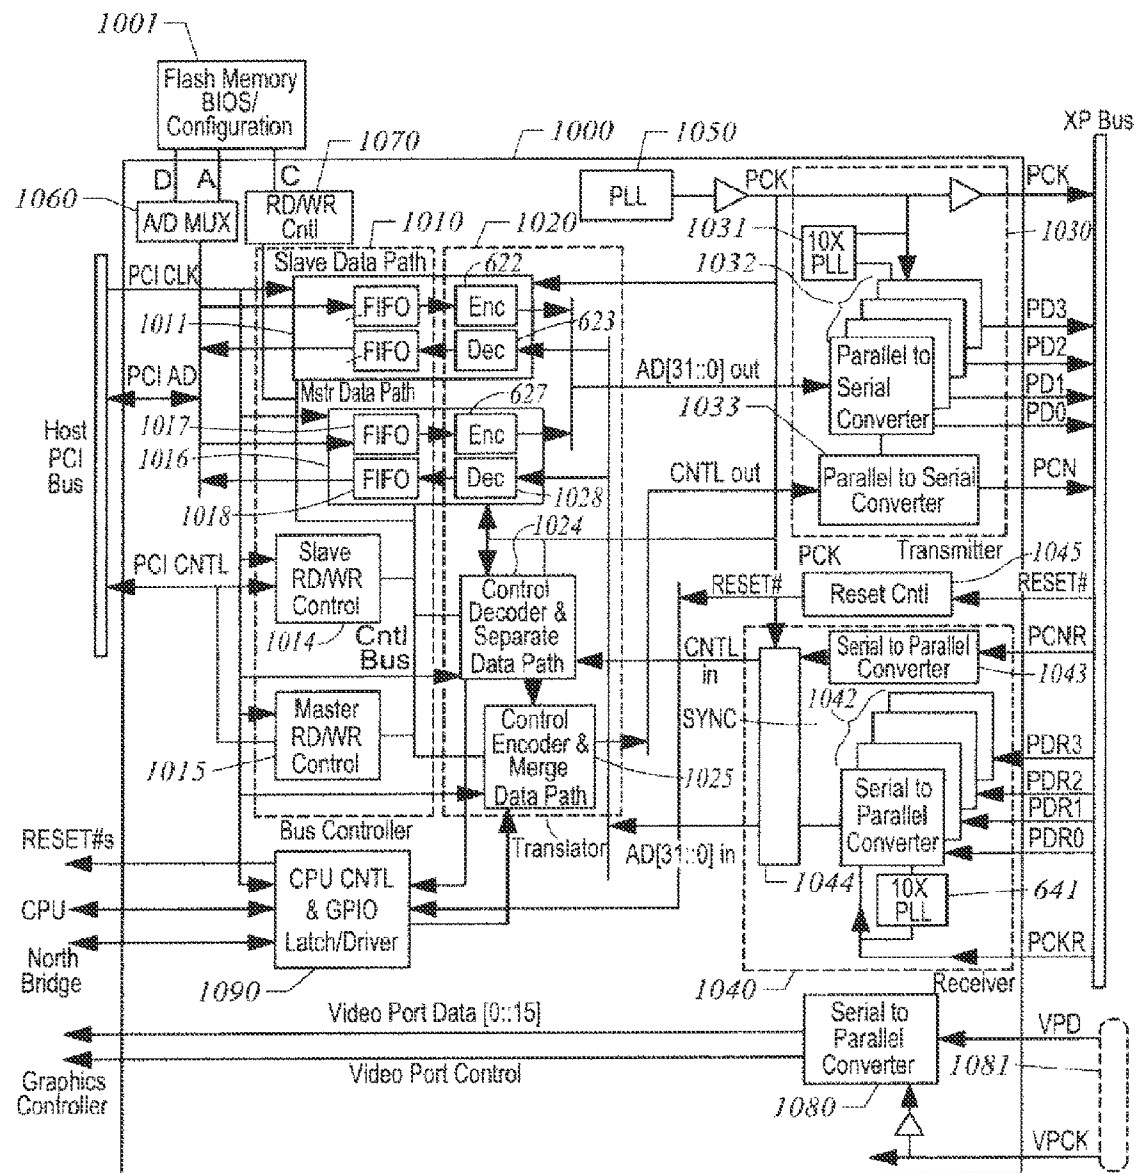 1001
Flash Memory
BIOS/
Configuration
1070
1000
1050
XP Bus
D
A
C
1060
A/D MUX
RD/WR
Cntl
1010
1020
PLL
PCK
PCK
1031
10X
PLL
1030
PCI CLK
Slave Data Path
622
1032
1011
FIFO
Enc
623
FIFO
Dec
Parallel to
Serial
Converter
PD3
PD2
PD1
PD0
PCI AD
AD[31::0] out
Mstr Data Path
627
1033
Host
PCI
Bus
1017
FIFO
Enc
1016
FIFO
Dec
CNTL out
Parallel to Serial
Converter
PCN
1018
1028
1024
Transmitter
PCI CNTL
Slave
RD/WR
Control
1014
PCK
1045
RESET#
Reset Cntl
RESET#
Control
Decoder &
Separate
Data Path
Cntl
Bus
CNTL
in
Serial to Parallel
Converter
PCNR
1043
Master
RD/WR
Control
1015
Control
Encoder &
Merge
Data Path
1025
SYNC
1042
PDR3
PDR2
PDR1
PDR0
Serial to
Parallel
Converter
Bus Controller
Translator
AD[31::0] in
1044
10X
PLL
641
RESET#s
CPU CNTL
& GPIO
Latch/Driver
CPU
North
Bridge
1090
PCKR
1040
Receiver
Video Port Data [0::15]
Serial to
Parallel
Converter
VPD
Video Port Control
1081
Graphics
Controller
1080
VPCK